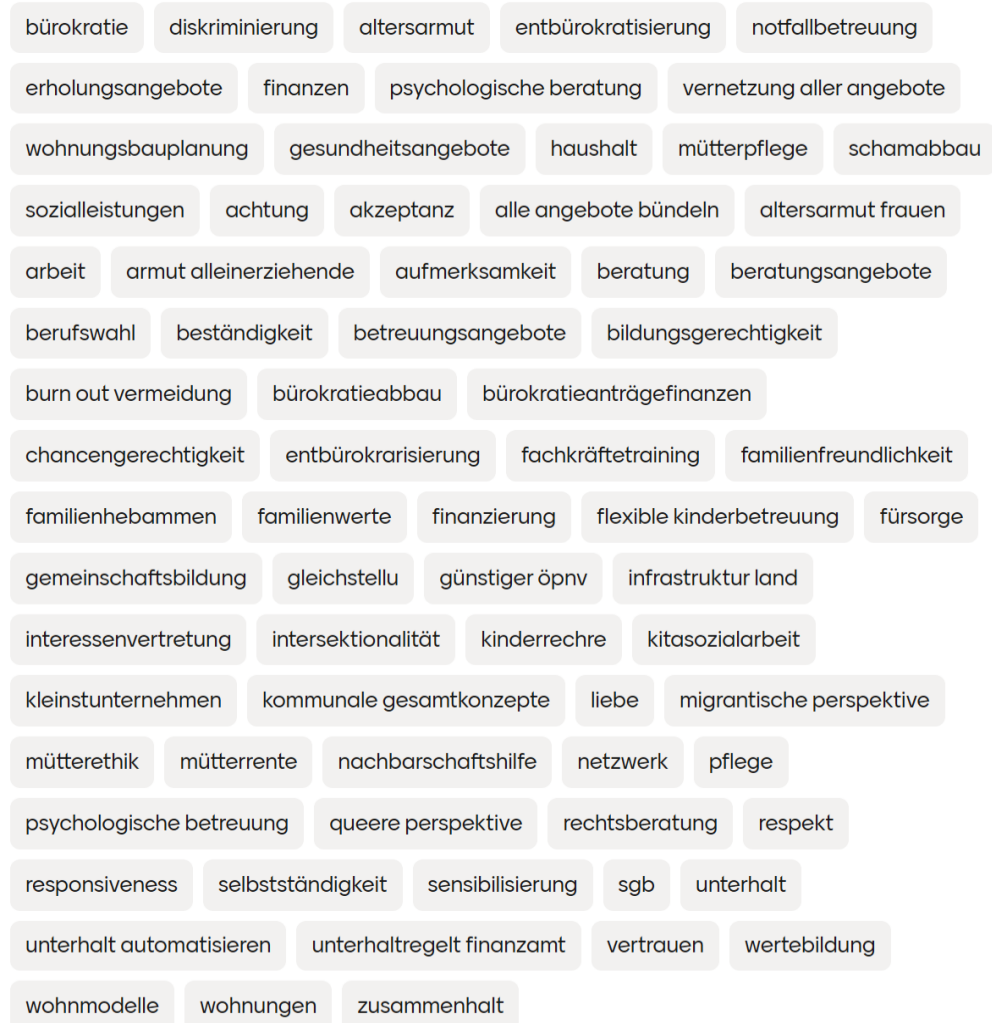 bürokratie diskriminierung altersarmut entbürokratisierung notfallbetreuung
erholungsangebote finanzen psychologische beratung vernetzung aller angebote
wohnungsbauplanung gesundheitsangebote haushalt mütterpflege schamabbau
sozialleistungen achtung akzeptanz alle angebote bündeln altersarmut frauen
arbeit armut alleinerziehende aufmerksamkeit beratung beratungsangebote
berufswahl beständigkeit betreuungsangebote bildungsgerechtigkeit
burn out vermeidung bürokratieabbau bürokratieanträgefinanzen
chancengerechtigkeit entbürokrarisierung fachkräftetraining familienfreundlichkeit
familienhebammen familienwerte finanzierung flexible kinderbetreuung fürsorge
gemeinschaftsbildung gleichstellu günstiger öpnv infrastruktur land
interessenvertretung intersektionalität kinderrechre kitasozialarbeit
kleinstunternehmen kommunale gesamtkonzepte liebe migrantische perspektive
mütterethik mütterrente nachbarschaftshilfe netzwerk pflege
psychologische betreuung queere perspektive rechtsberatung respekt
responsiveness selbstständigkeit sensibilisierung sgb unterhalt
unterhalt automatisieren unterhaltregelt finanzamt vertrauen wertebildung
wohnmodelle wohnungen zusammenhalt